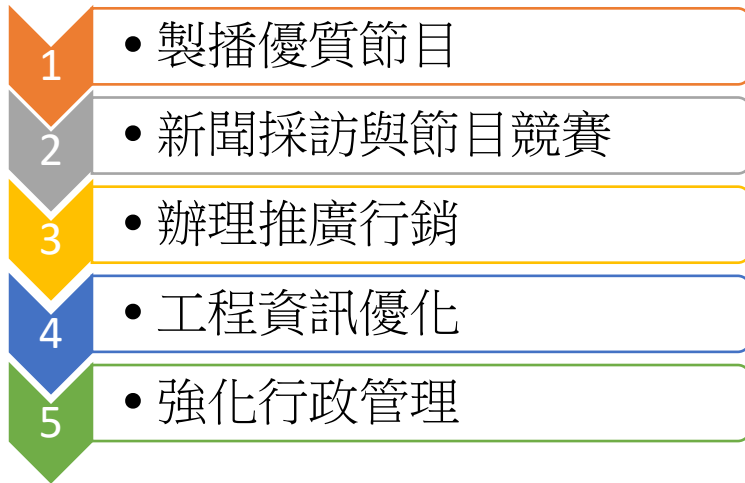 1
• 製播優質節目
2
• 新聞採訪與節目競賽
3
• 辦理推廣行銷
4
• 工程資訊優化
5
• 強化行政管理